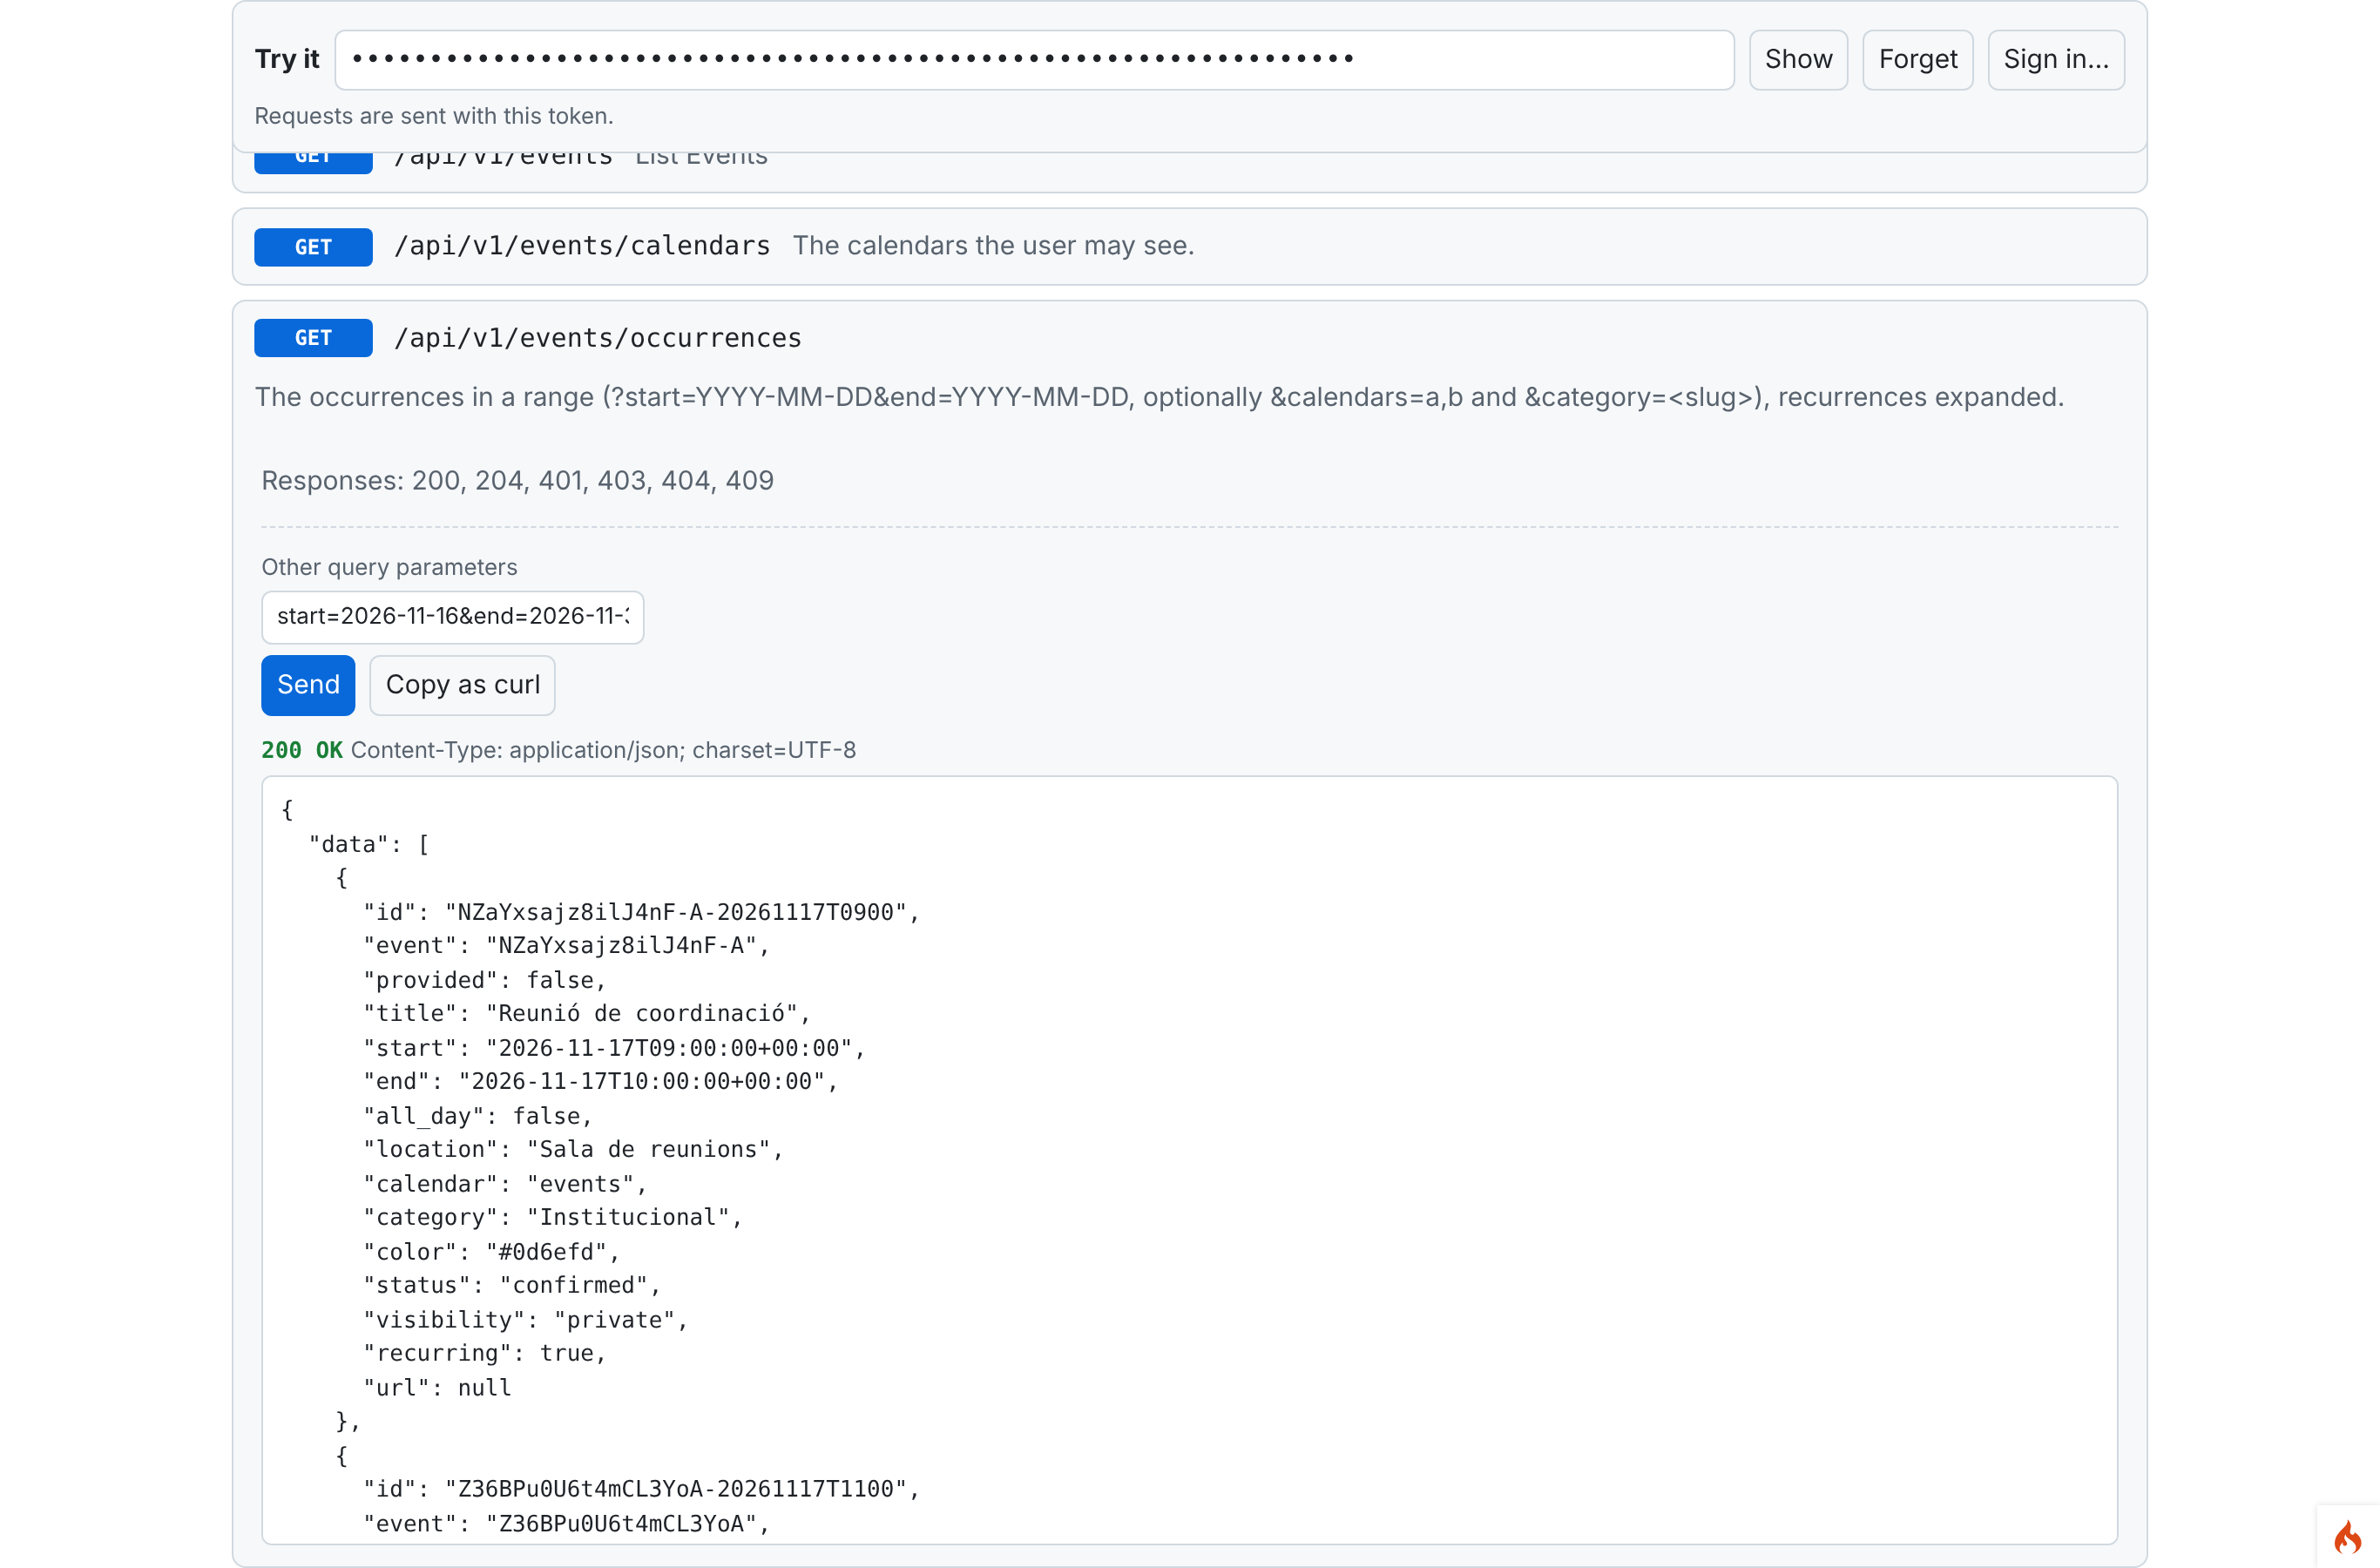 Try it
Show
Forget
Sign in...
Requests are sent with this token.
GET /api/v1/events List Events
GET /api/v1/events/calendars The calendars the user may see.
GET /api/v1/events/occurrences
The occurrences in a range (?start=YYYY-MM-DD&end=YYYY-MM-DD, optionally &calendars=a,b and &category=<slug>), recurrences expanded.
Responses: 200, 204, 401, 403, 404, 409
Other query parameters
start=2026-11-16&end=2026-11-
Send
Copy as curl
200 OK Content-Type: application/json; charset=UTF-8
{
  "data": [
    {
      "id": "NZaYxsajz8ilJ4nF-A-20261117T0900",
      "event": "NZaYxsajz8ilJ4nF-A",
      "provided": false,
      "title": "Reunió de coordinació",
      "start": "2026-11-17T09:00:00+00:00",
      "end": "2026-11-17T10:00:00+00:00",
      "all_day": false,
      "location": "Sala de reunions",
      "calendar": "events",
      "category": "Institucional",
      "color": "#0d6efd",
      "status": "confirmed",
      "visibility": "private",
      "recurring": true,
      "url": null
    },
    {
      "id": "Z36BPu0U6t4mCL3YoA-20261117T1100",
      "event": "Z36BPu0U6t4mCL3YoA",